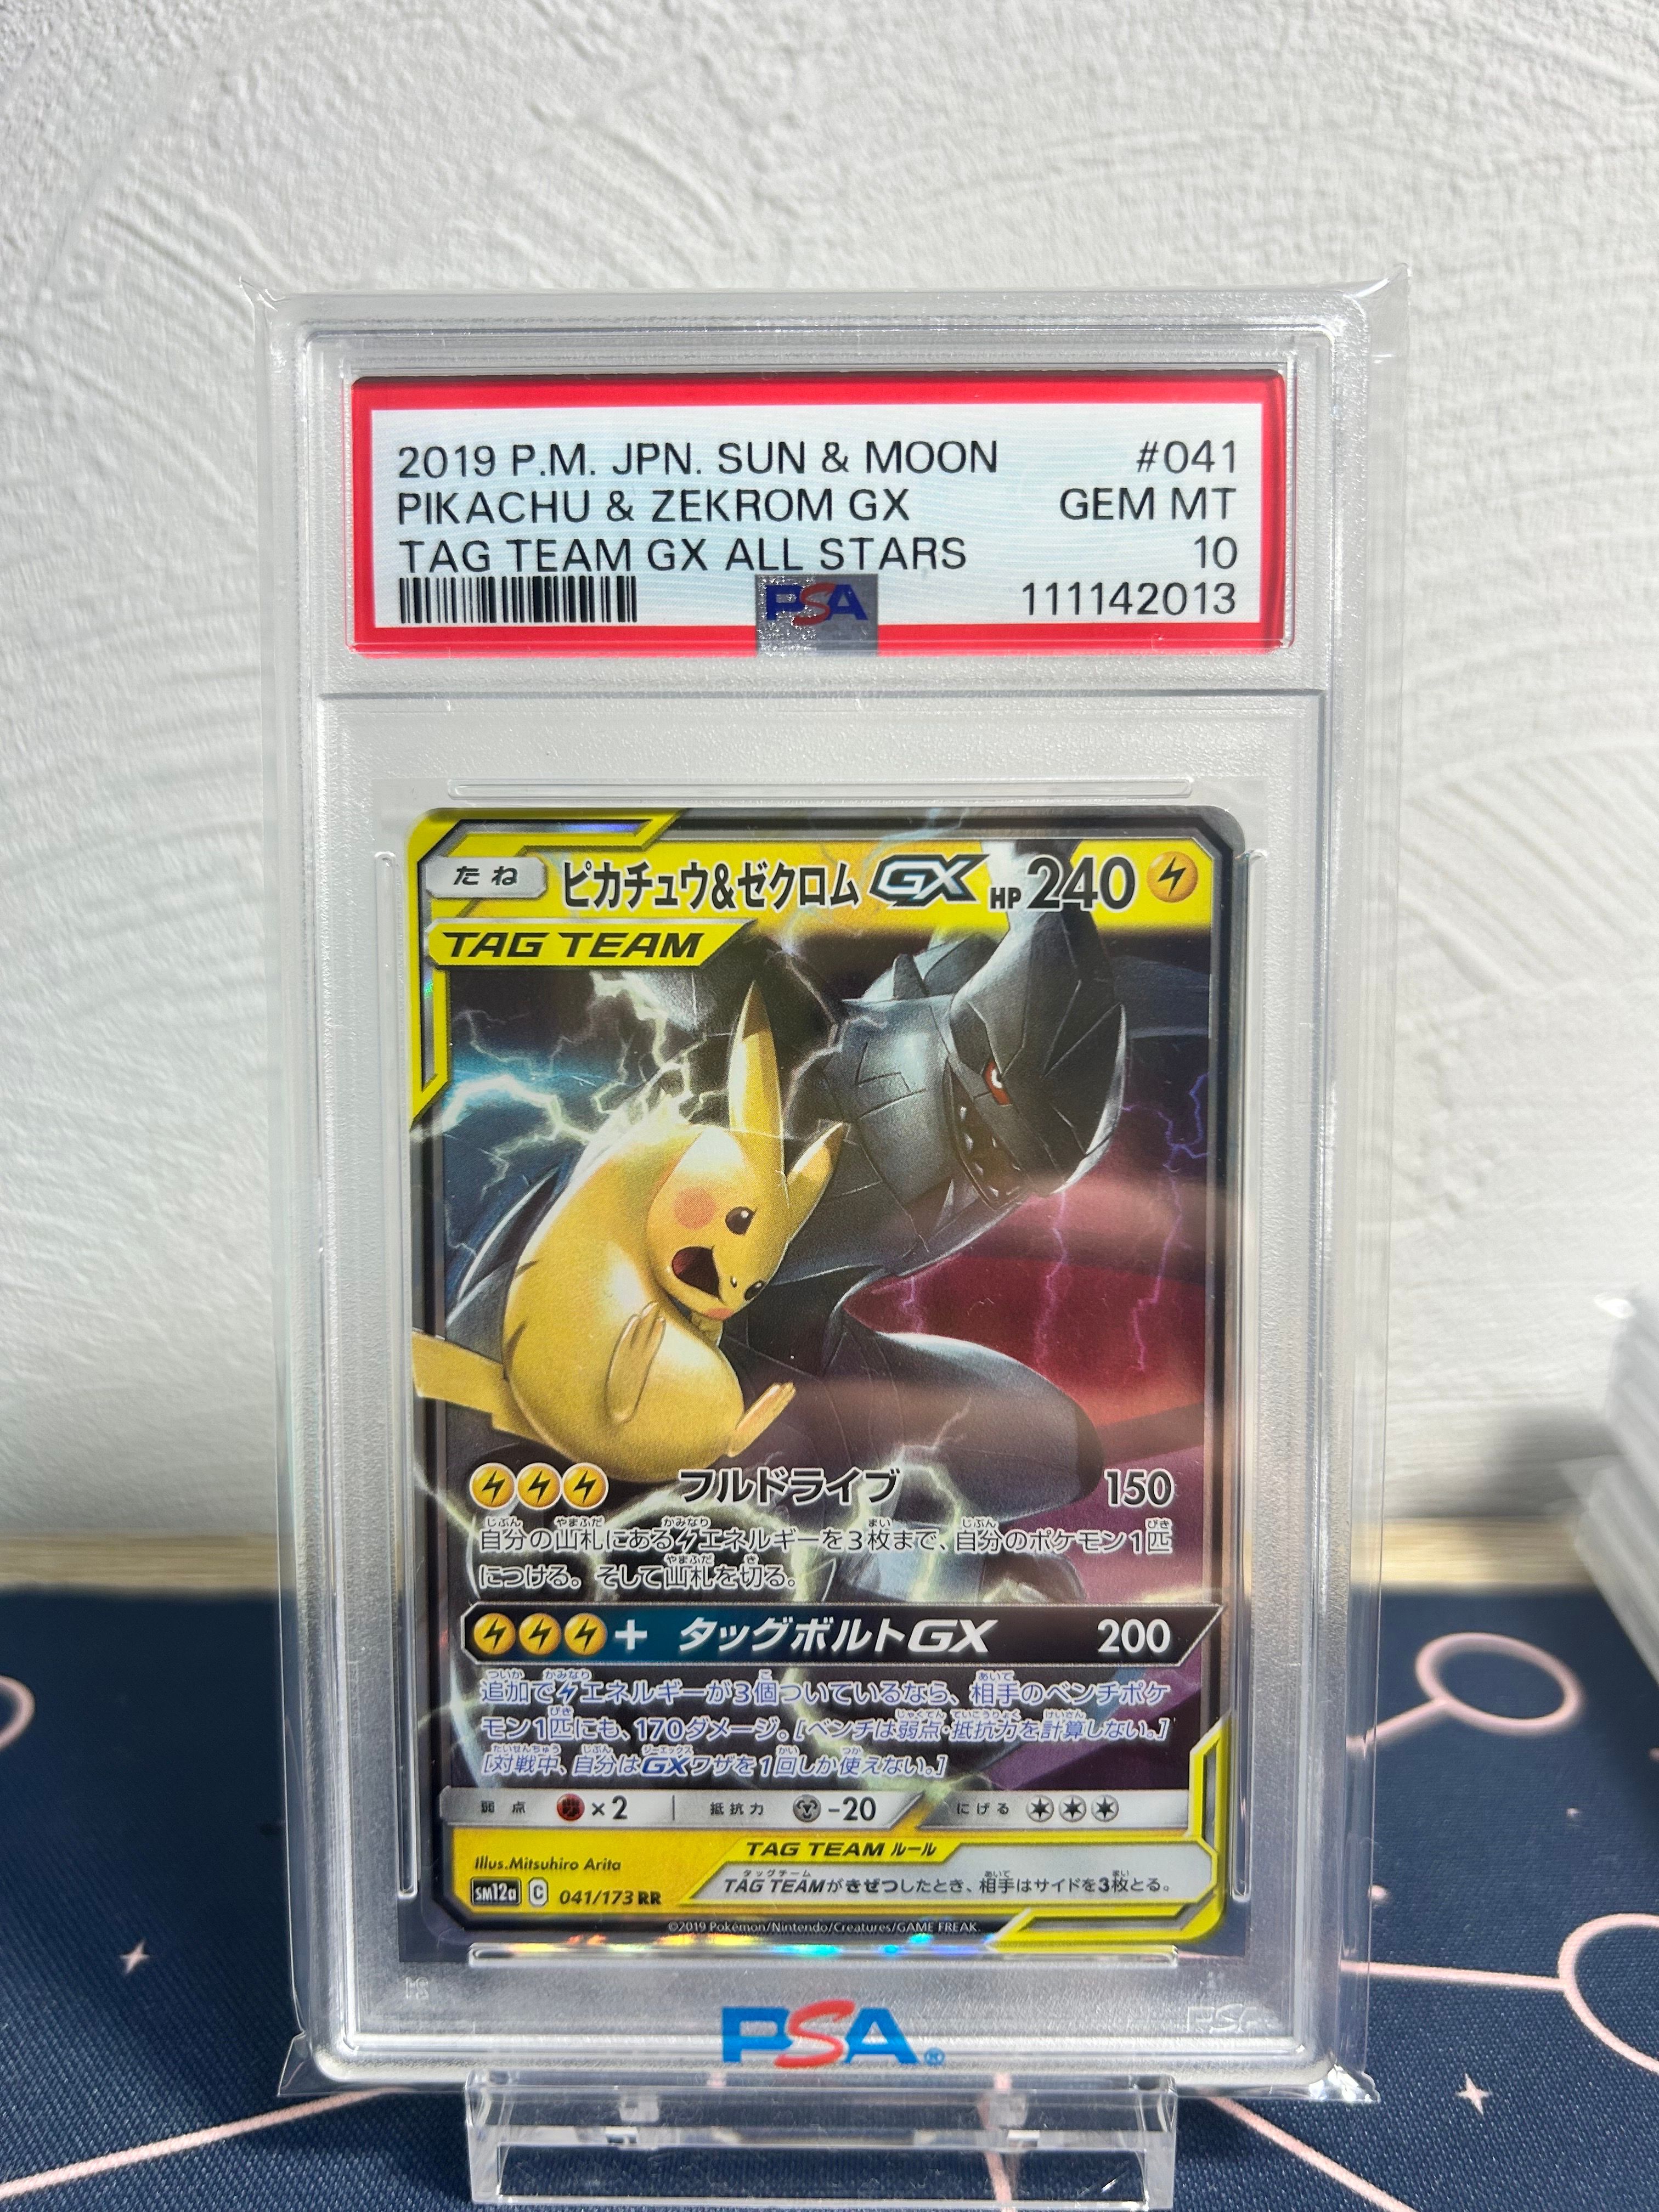 2019 P.M. JPN. SUN & MOON #041
PIKACHU & ZEKROM GX GEM MT
TAG TEAM GX ALL STARS 10
PSA 111142013
たね ピカチュウ&ゼクロムGX HP240
TAG TEAM
フルドライブ 150
自分の山札にあるエネルギーを3枚まで、自分のポケモン1匹
につける。そして山札を切る。
+ タッグボルトGX 200
追加でエネルギーが3個ついているなら、相手のベンチポケ
モン1匹にも、170ダメージ。[ベンチは弱点・抵抗力を計算しない。]
[対戦中、自分はGXワザを1回しか使えない。]
弱点 ×2 抵抗力 -20 にげる
TAG TEAM ルール
Illus.Mitsuhiro Arita
TAG TEAMがきぜつしたとき、相手はサイドを3枚とる。
sm12a C 041/173 RR
©2019 Pokémon/Nintendo/Creatures/GAME FREAK.
PSA®